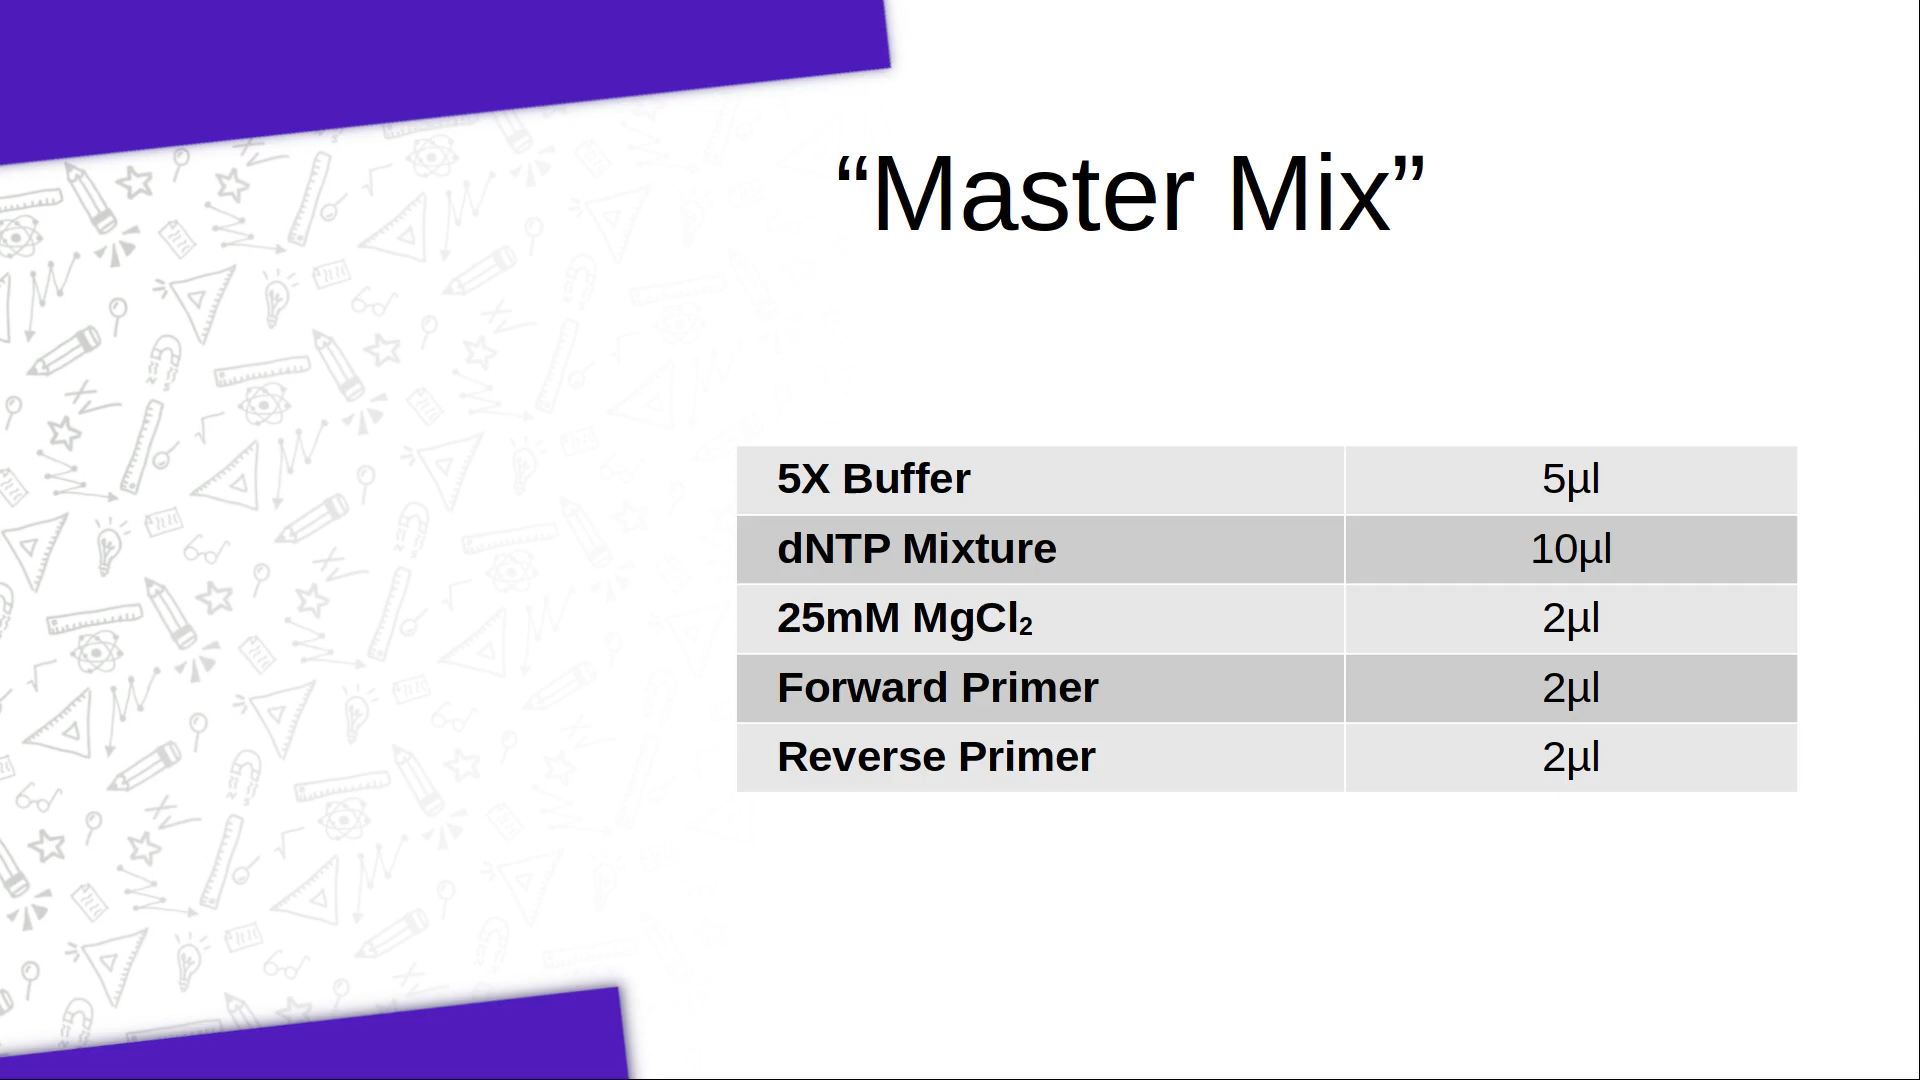 “Master Mix”
5X Buffer 5µl
dNTP Mixture 10µl
25mM MgCl₂ 2µl
Forward Primer 2µl
Reverse Primer 2µl